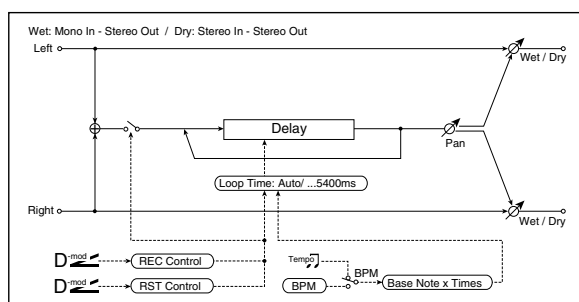 Wet: Mono In - Stereo Out / Dry: Stereo In - Stereo Out
Left
Wet / Dry
Delay
Pan
Loop Time: Auto/ ...5400ms
Right
Wet / Dry
D-mod
REC Control
Tempo
BPM
D-mod
RST Control
BPM
Base Note x Times